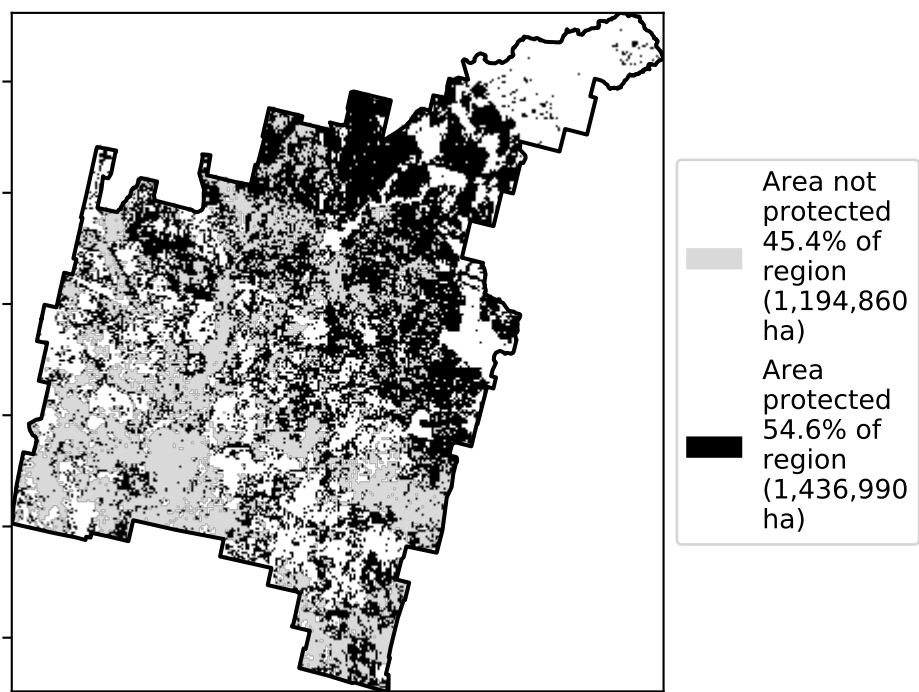 Area not
protected
45.4% of
region
(1,194,860
ha)
Area
protected
54.6% of
region
(1,436,990
ha)